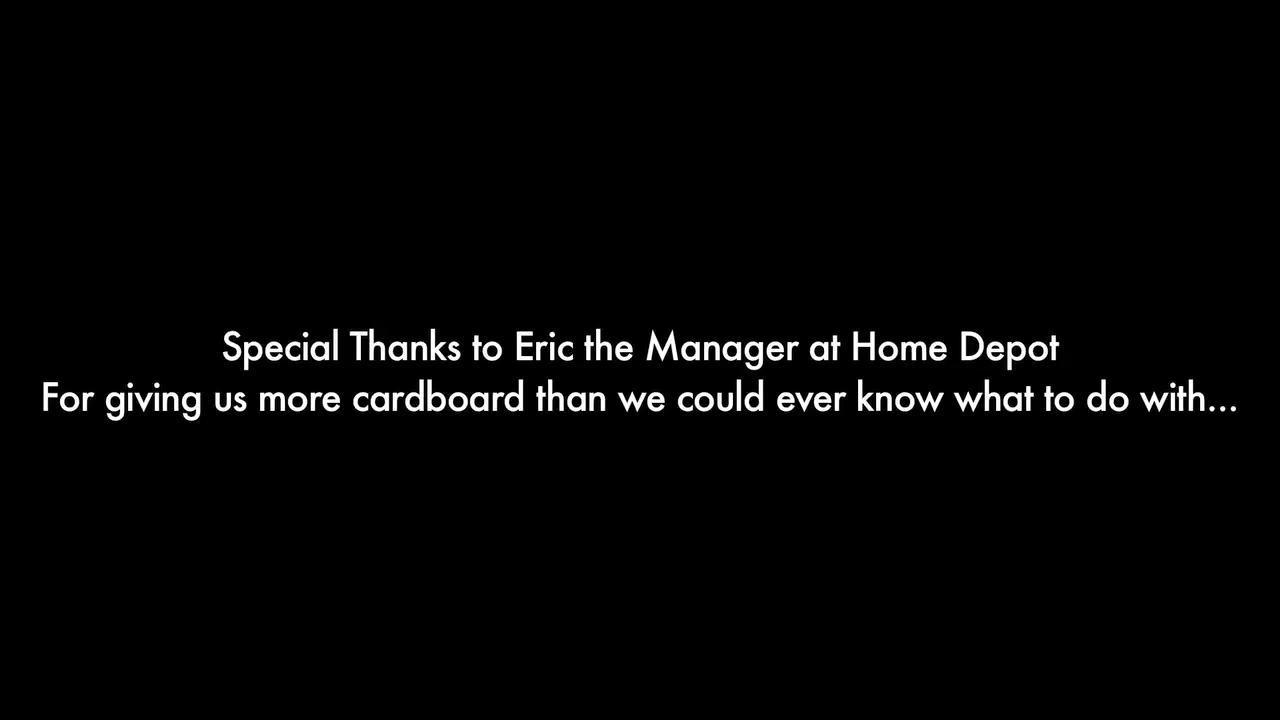 Special Thanks to Eric the Manager at Home Depot
For giving us more cardboard than we could ever know what to do with...